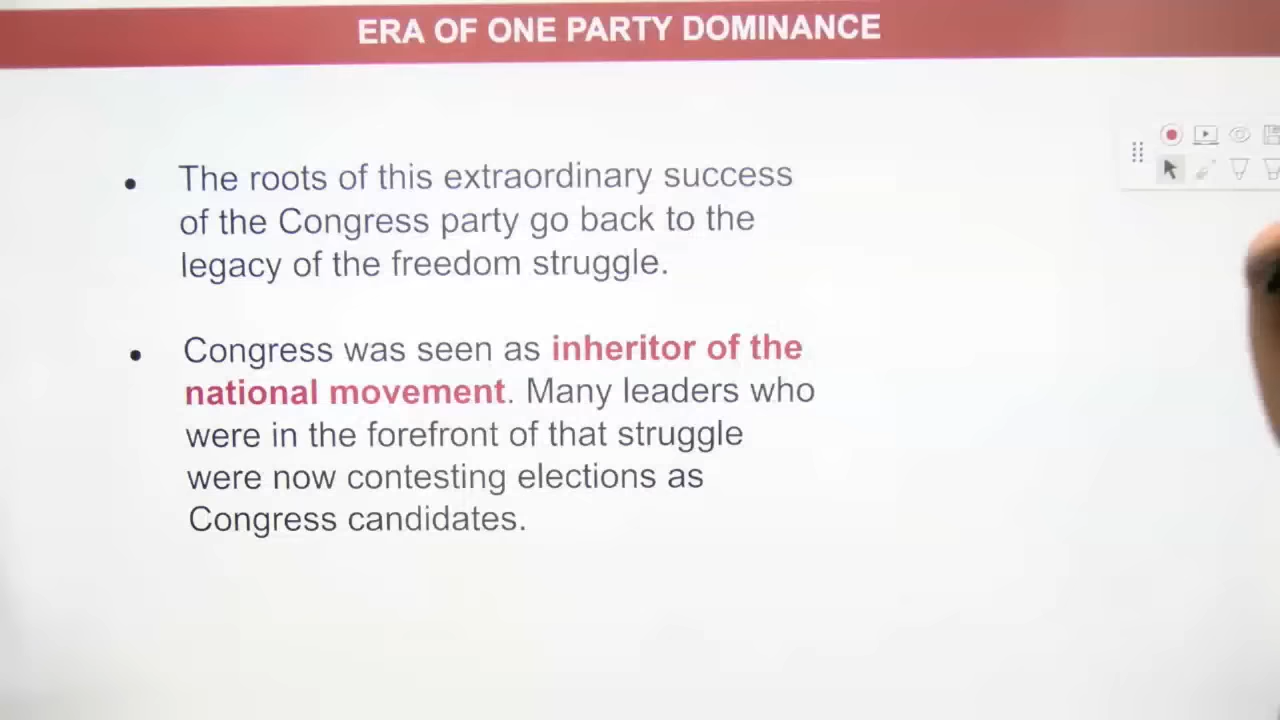 ERA OF ONE PARTY DOMINANCE
• The roots of this extraordinary success
of the Congress party go back to the
legacy of the freedom struggle.
• Congress was seen as inheritor of the
national movement. Many leaders who
were in the forefront of that struggle
were now contesting elections as
Congress candidates.